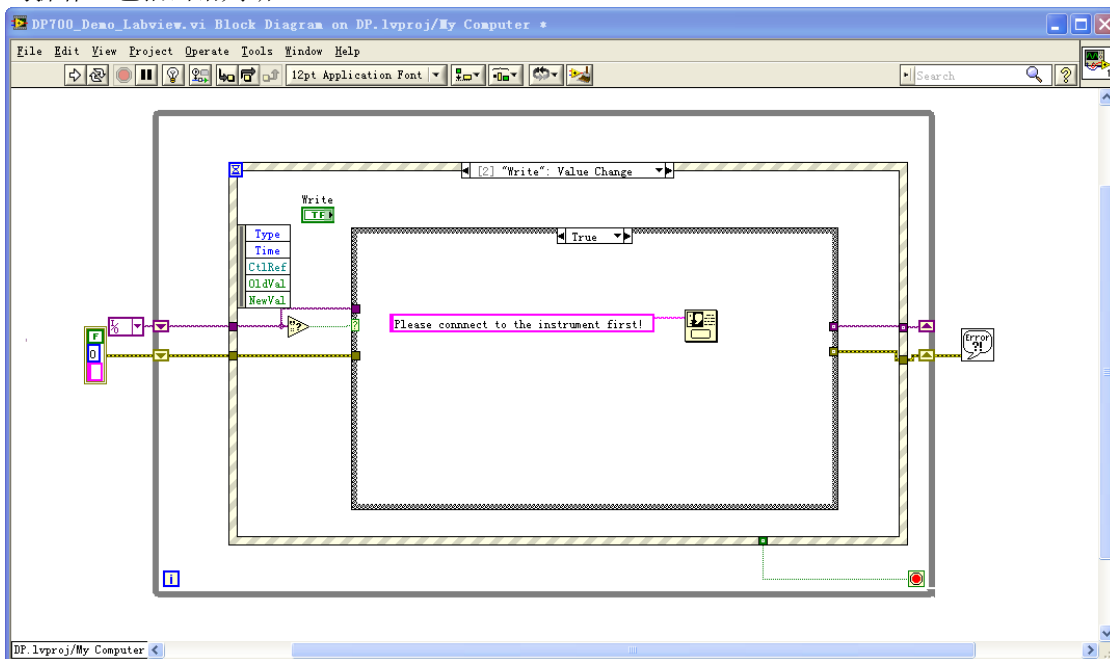 DP700_Demo_Labview.vi Block Diagram on DP.lvproj/My Computer *
File Edit View Project Operate Tools Window Help
12pt Application Font
Search
[2] "Write": Value Change
Write
TF
Type
Time
CtlRef
OldVal
NewVal
True
I/O
Please connnect to the instrument first!
F
0
?
Error
?!
i
DP.lvproj/My Computer